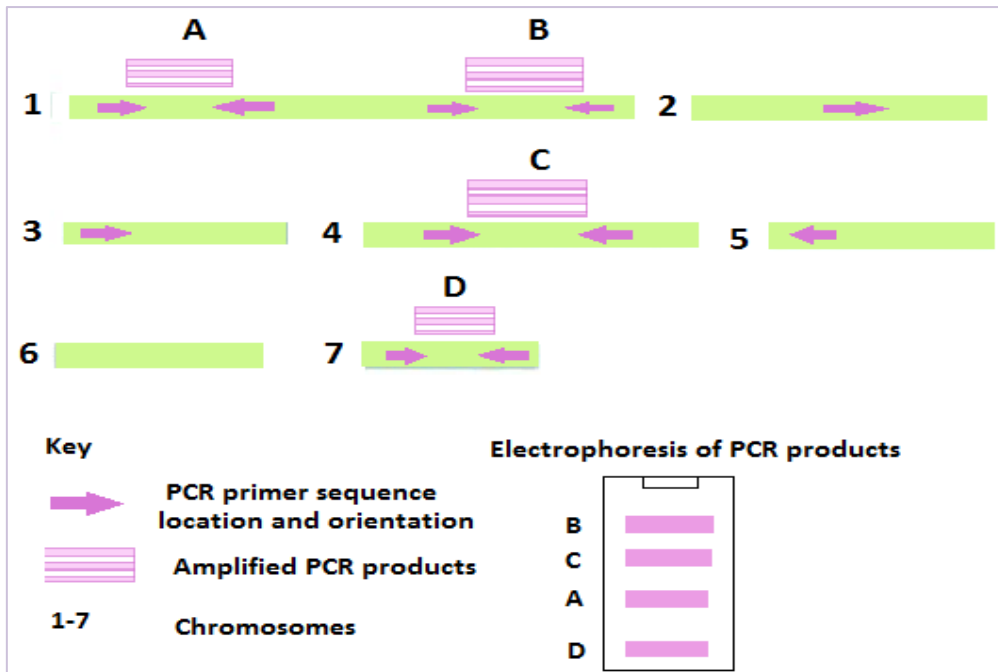 A
B
1
2
C
3
4
5
D
6
7
Key
PCR primer sequence
location and orientation
Amplified PCR products
1-7
Chromosomes
Electrophoresis of PCR products
B
C
A
D